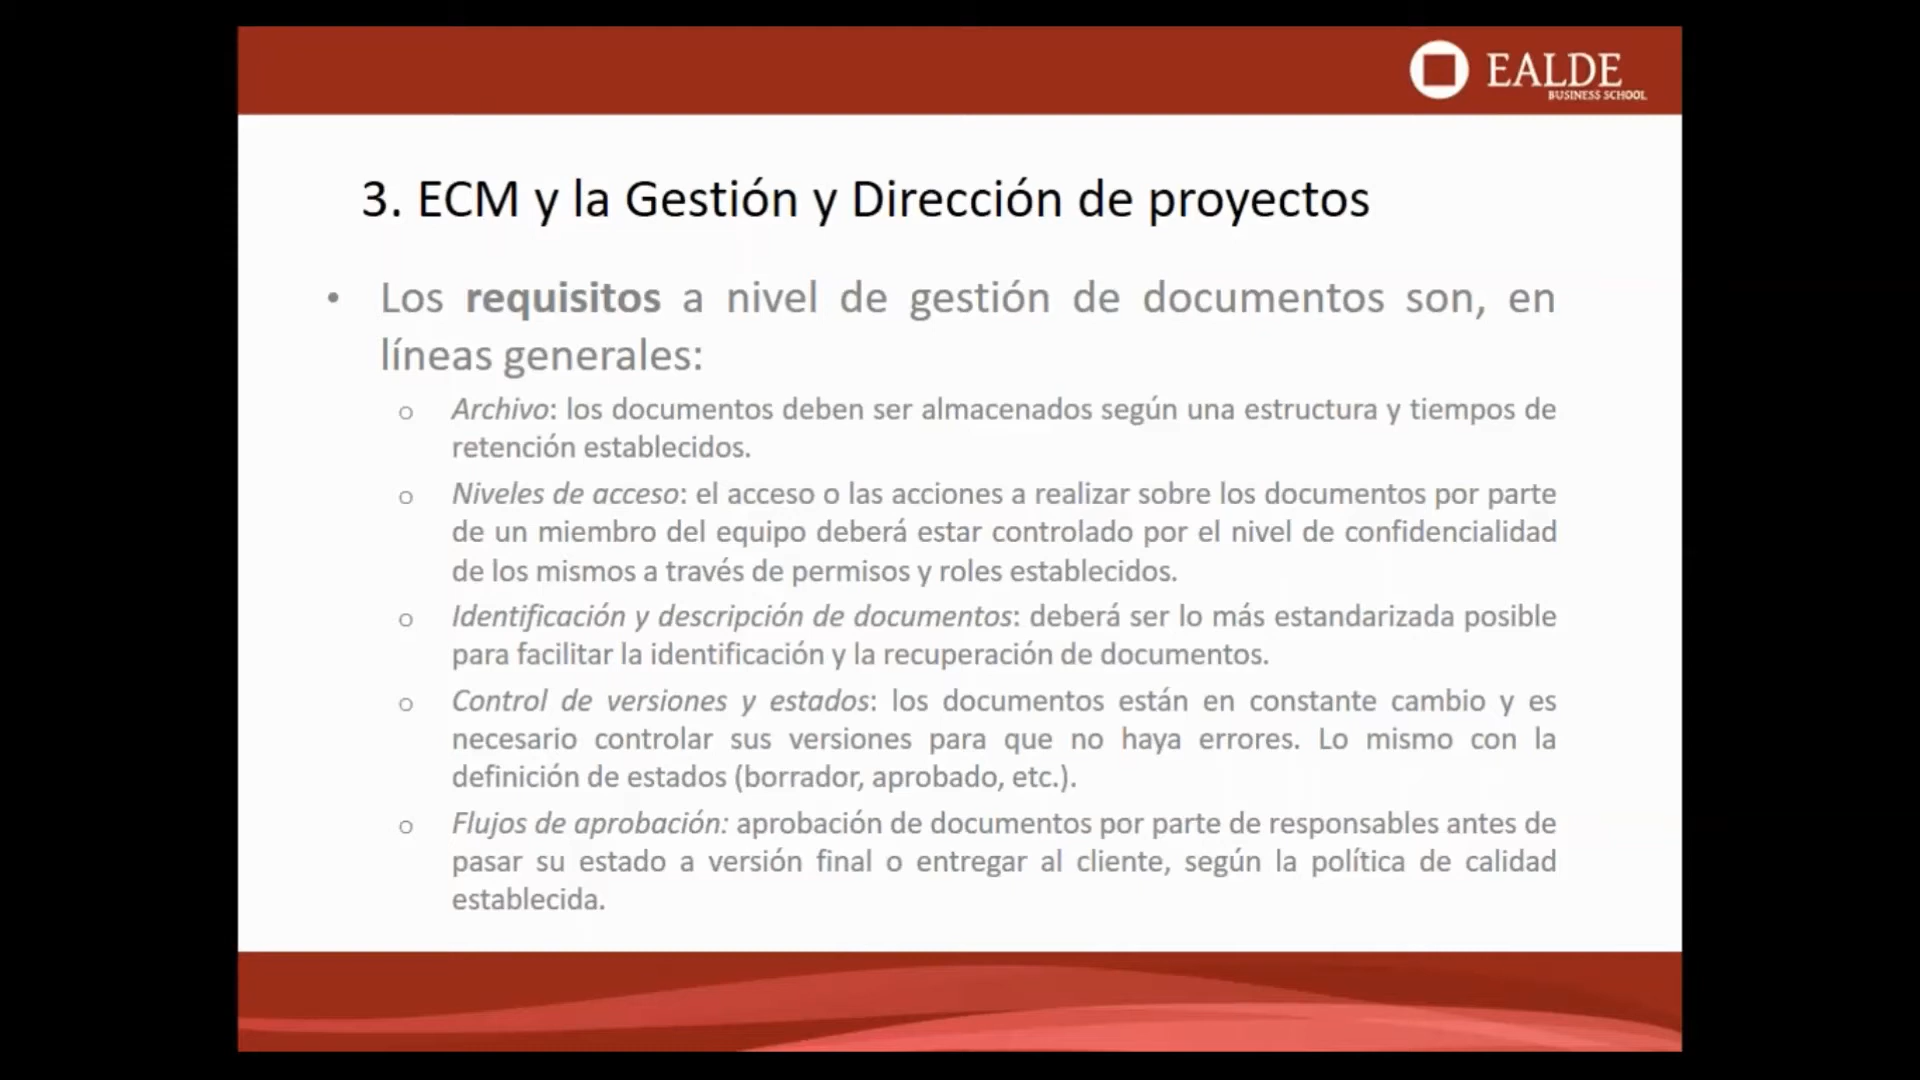 EALDE
BUSINESS SCHOOL
3. ECM y la Gestión y Dirección de proyectos
• Los requisitos a nivel de gestión de documentos son, en
líneas generales:
o Archivo: los documentos deben ser almacenados según una estructura y tiempos de
retención establecidos.
o Niveles de acceso: el acceso o las acciones a realizar sobre los documentos por parte
de un miembro del equipo deberá estar controlado por el nivel de confidencialidad
de los mismos a través de permisos y roles establecidos.
o Identificación y descripción de documentos: deberá ser lo más estandarizada posible
para facilitar la identificación y la recuperación de documentos.
o Control de versiones y estados: los documentos están en constante cambio y es
necesario controlar sus versiones para que no haya errores. Lo mismo con la
definición de estados (borrador, aprobado, etc.).
o Flujos de aprobación: aprobación de documentos por parte de responsables antes de
pasar su estado a versión final o entregar al cliente, según la política de calidad
establecida.